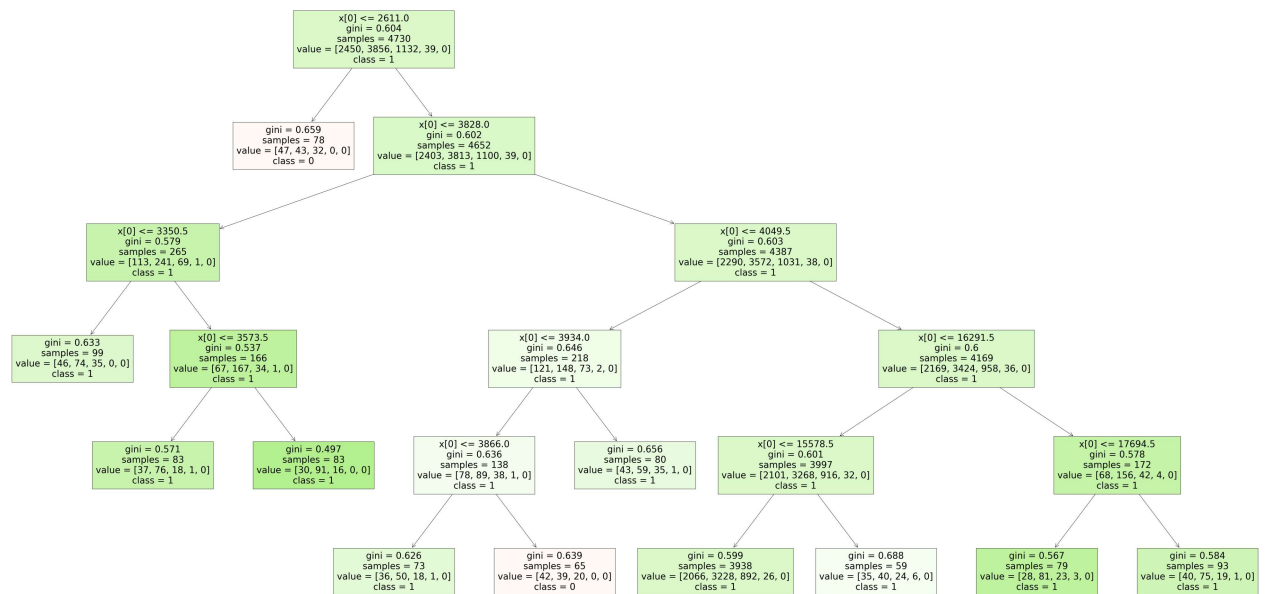 x[0] <= 2611.0
gini = 0.604
samples = 4730
value = [2450, 3856, 1132, 39, 0]
class = 1
gini = 0.659
samples = 78
value = [47, 43, 32, 0, 0]
class = 0
x[0] <= 3828.0
gini = 0.602
samples = 4652
value = [2403, 3813, 1100, 39, 0]
class = 1
x[0] <= 3350.5
gini = 0.579
samples = 265
value = [113, 241, 69, 1, 0]
class = 1
x[0] <= 4049.5
gini = 0.603
samples = 4387
value = [2290, 3572, 1031, 38, 0]
class = 1
gini = 0.633
samples = 99
value = [46, 74, 35, 0, 0]
class = 1
x[0] <= 3573.5
gini = 0.537
samples = 166
value = [67, 167, 34, 1, 0]
class = 1
x[0] <= 3934.0
gini = 0.646
samples = 218
value = [121, 148, 73, 2, 0]
class = 1
x[0] <= 16291.5
gini = 0.6
samples = 4169
value = [2169, 3424, 958, 36, 0]
class = 1
gini = 0.571
samples = 83
value = [37, 76, 18, 1, 0]
class = 1
gini = 0.497
samples = 83
value = [30, 91, 16, 0, 0]
class = 1
x[0] <= 3866.0
gini = 0.636
samples = 138
value = [78, 89, 38, 1, 0]
class = 1
gini = 0.656
samples = 80
value = [43, 59, 35, 1, 0]
class = 1
x[0] <= 15578.5
gini = 0.601
samples = 3997
value = [2101, 3268, 916, 32, 0]
class = 1
x[0] <= 17694.5
gini = 0.578
samples = 172
value = [68, 156, 42, 4, 0]
class = 1
gini = 0.626
samples = 73
value = [36, 50, 18, 1, 0]
class = 1
gini = 0.639
samples = 65
value = [42, 39, 20, 0, 0]
class = 0
gini = 0.599
samples = 3938
value = [2066, 3228, 892, 26, 0]
class = 1
gini = 0.688
samples = 59
value = [35, 40, 24, 6, 0]
class = 1
gini = 0.567
samples = 79
value = [28, 81, 23, 3, 0]
class = 1
gini = 0.584
samples = 93
value = [40, 75, 19, 1, 0]
class = 1